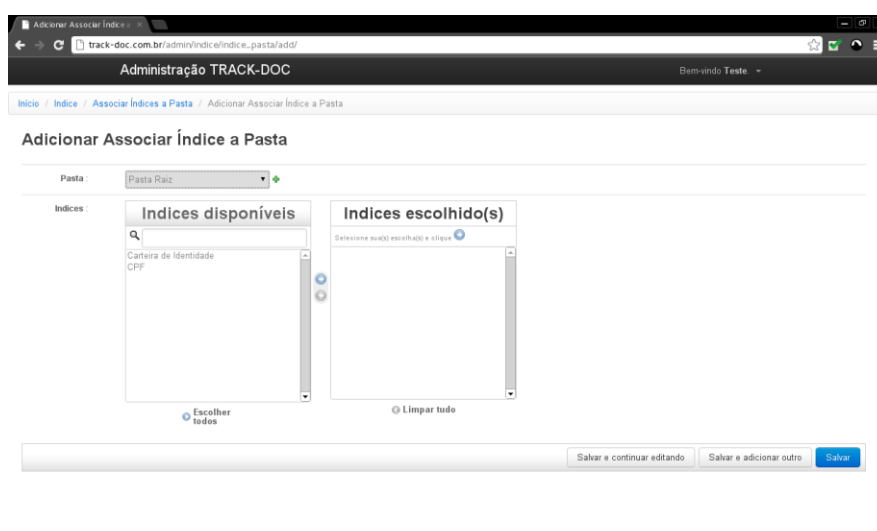 Adicionar Associar Índice a
track-doc.com.br/admin/indice/indice_pasta/add/
Administração TRACK-DOC
Bem-vindo Teste.
Início / Indice / Associar Índices a Pasta / Adicionar Associar Índice a Pasta
Adicionar Associar Índice a Pasta
Pasta :
Pasta Raiz
Indices :
Indices disponíveis
Indices escolhido(s)
Selecione sua(s) escolha(s) e clique
Carteira de Identidade
CPF
Escolher
todos
Limpar tudo
Salvar e continuar editando
Salvar e adicionar outro
Salvar